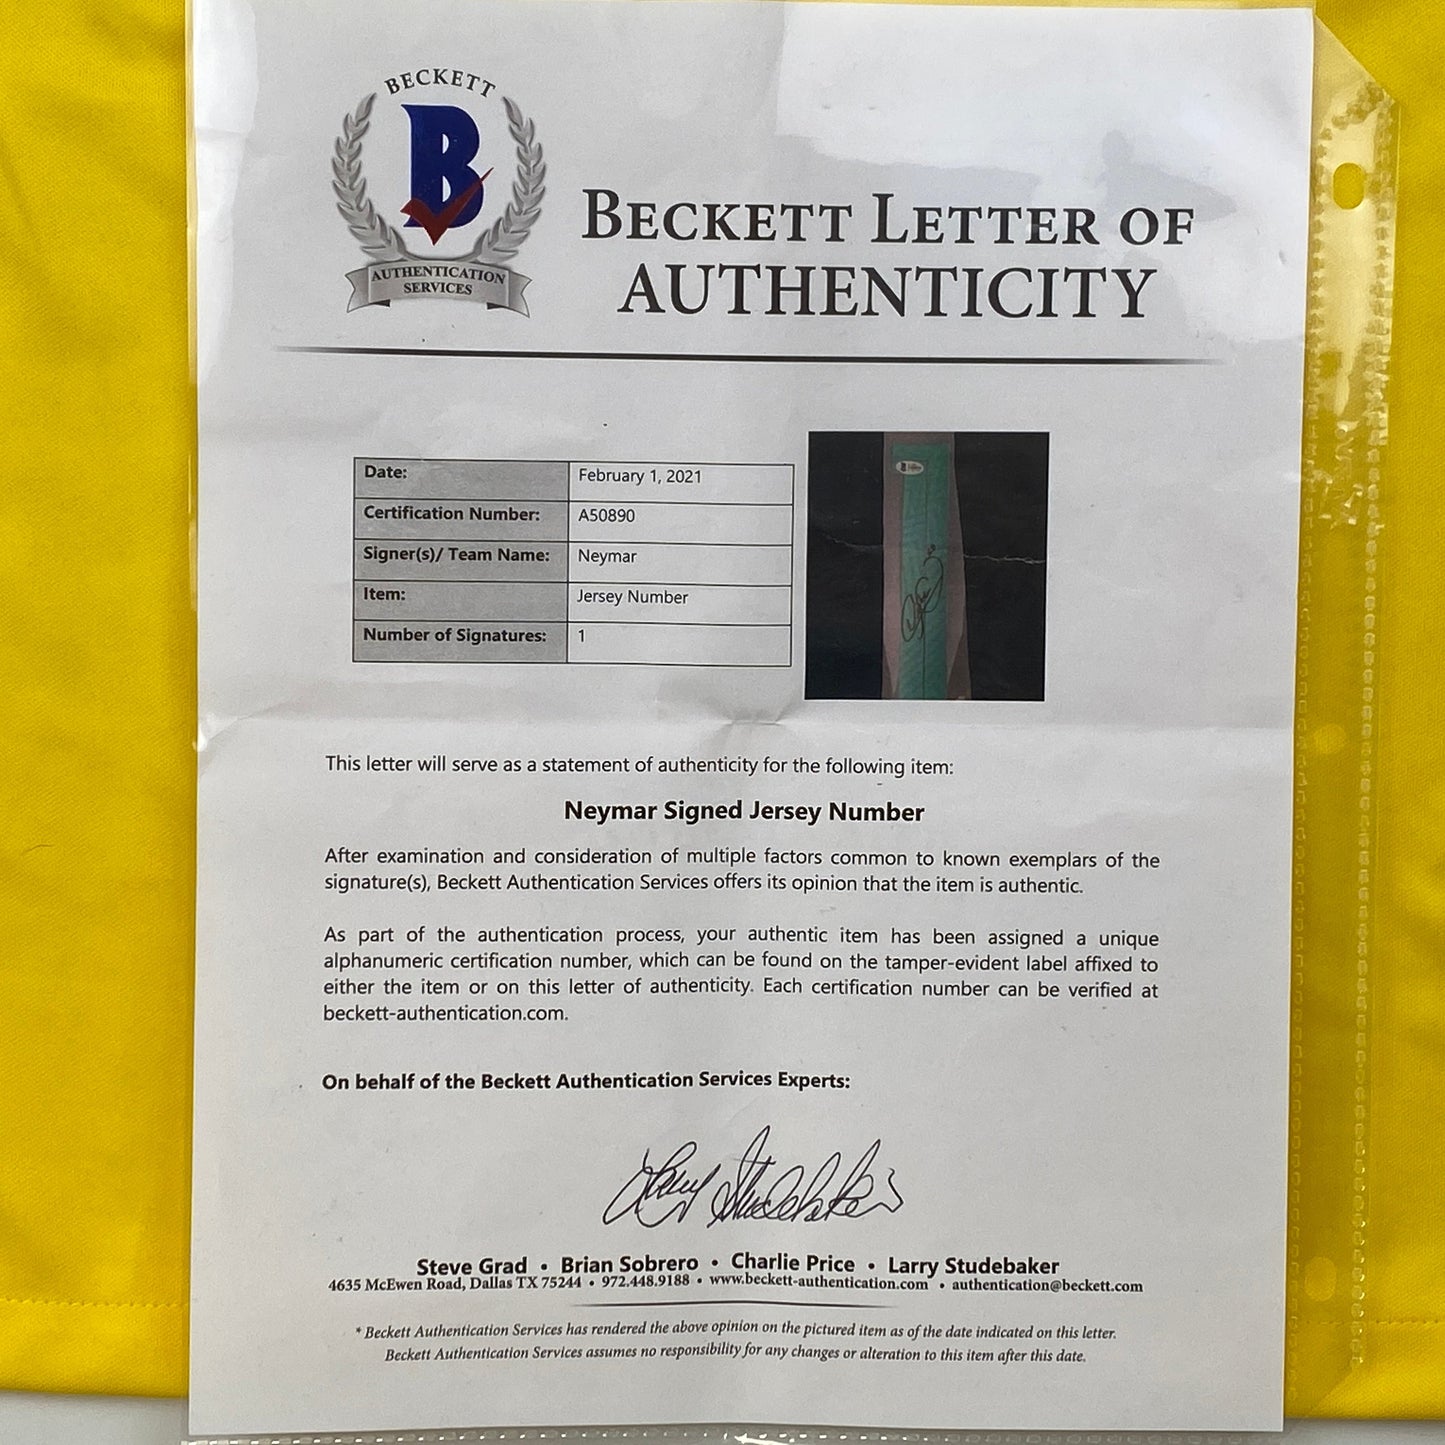 BECKETT
B
AUTHENTICATION
SERVICES
BECKETT LETTER OF
AUTHENTICITY
Date: February 1, 2021
Certification Number: A50890
Signer(s)/ Team Name: Neymar
Item: Jersey Number
Number of Signatures: 1
This letter will serve as a statement of authenticity for the following item:
Neymar Signed Jersey Number
After examination and consideration of multiple factors common to known exemplars of the
signature(s), Beckett Authentication Services offers its opinion that the item is authentic.
As part of the authentication process, your authentic item has been assigned a unique
alphanumeric certification number, which can be found on the tamper-evident label affixed to
either the item or on this letter of authenticity. Each certification number can be verified at
beckett-authentication.com.
On behalf of the Beckett Authentication Services Experts:
Larry Studebaker
Steve Grad • Brian Sobrero • Charlie Price • Larry Studebaker
4635 McEwen Road, Dallas TX 75244 • 972.448.9188 • www.beckett-authentication.com • authentication@beckett.com
* Beckett Authentication Services has rendered the above opinion on the pictured item as of the date indicated on this letter.
Beckett Authentication Services assumes no responsibility for any changes or alteration to this item after this date.